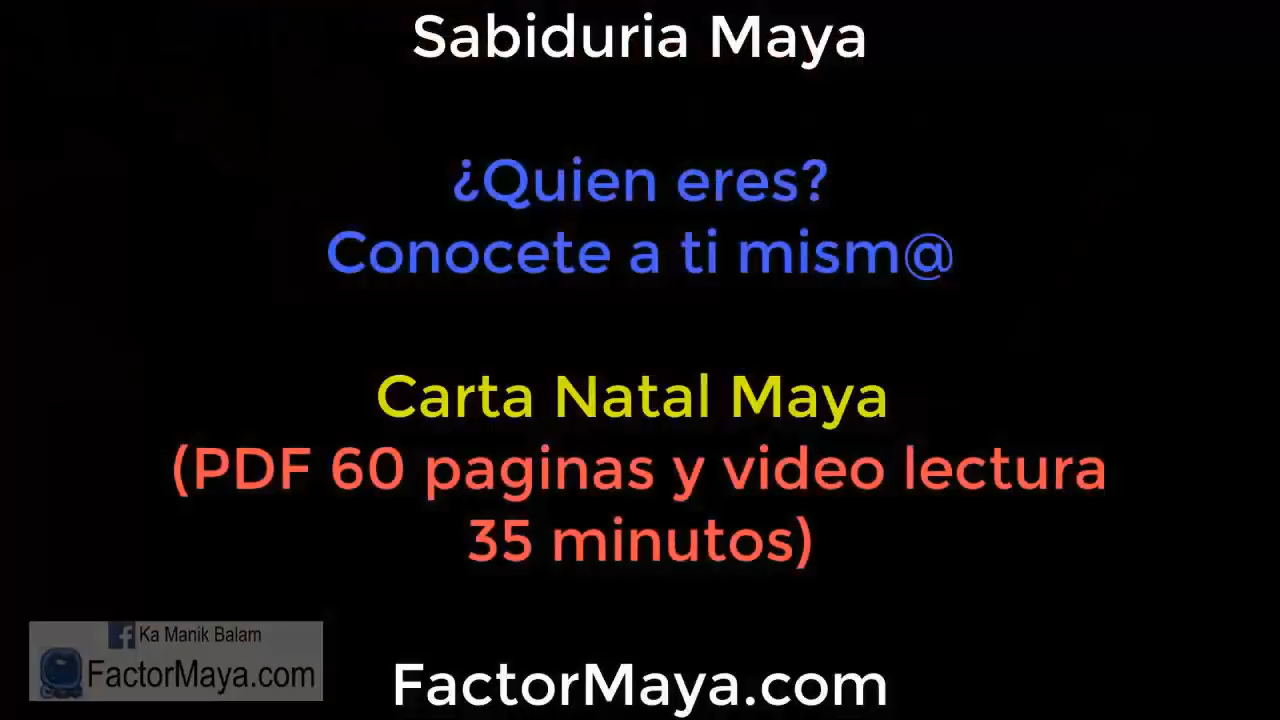 Sabiduria Maya
¿Quien eres?
Conocete a ti mism@
Carta Natal Maya
(PDF 60 paginas y video lectura
35 minutos)
Ka Manik Balam
FactorMaya.com
FactorMaya.com